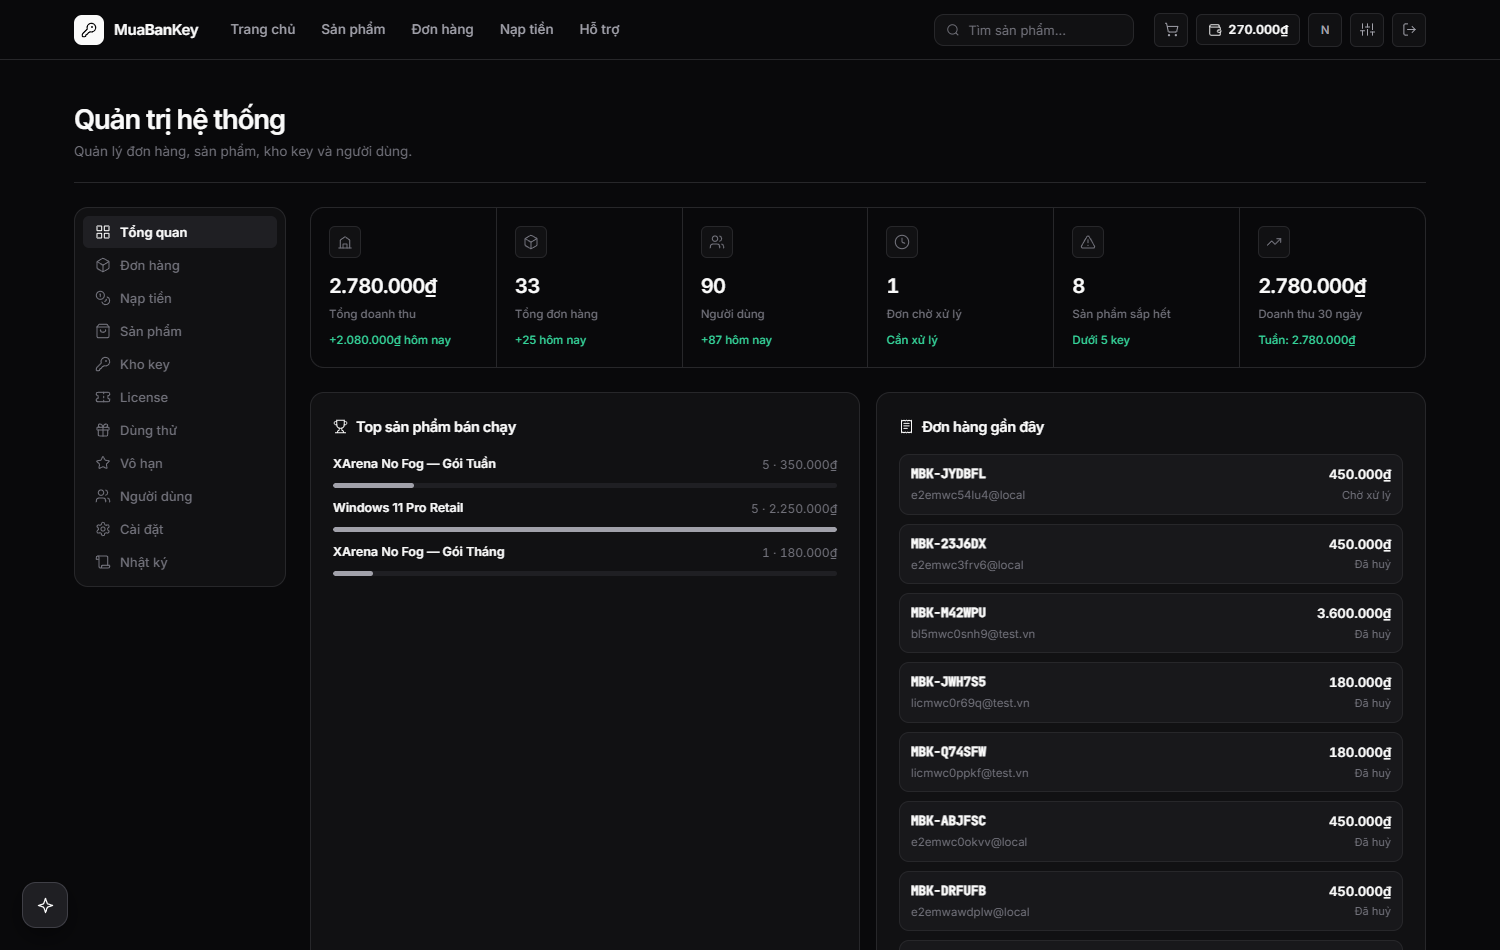 MuaBanKey
Trang chủ
Sản phẩm
Đơn hàng
Nạp tiền
Hỗ trợ
Tìm sản phẩm...
270.000₫
N
Quản trị hệ thống
Quản lý đơn hàng, sản phẩm, kho key và người dùng.
Tổng quan
Đơn hàng
Nạp tiền
Sản phẩm
Kho key
License
Dùng thử
Vô hạn
Người dùng
Cài đặt
Nhật ký
2.780.000₫
Tổng doanh thu
+2.080.000₫ hôm nay
33
Tổng đơn hàng
+25 hôm nay
90
Người dùng
+87 hôm nay
1
Đơn chờ xử lý
Cần xử lý
8
Sản phẩm sắp hết
Dưới 5 key
2.780.000₫
Doanh thu 30 ngày
Tuần: 2.780.000₫
Top sản phẩm bán chạy
XArena No Fog — Gói Tuần
5 · 350.000₫
Windows 11 Pro Retail
5 · 2.250.000₫
XArena No Fog — Gói Tháng
1 · 180.000₫
Đơn hàng gần đây
MBK-JYDBFL
450.000₫
e2emwc54lu4@local
Chờ xử lý
MBK-23J6DX
450.000₫
e2emwc3frv6@local
Đã huỷ
MBK-M42WPU
3.600.000₫
bl5mwc0snh9@test.vn
Đã huỷ
MBK-JWH7S5
180.000₫
licmwc0r69q@test.vn
Đã huỷ
MBK-Q74SFW
180.000₫
licmwc0ppkf@test.vn
Đã huỷ
MBK-ABJFSC
450.000₫
e2emwc0okvv@local
Đã huỷ
MBK-DRFUFB
450.000₫
e2emwawdplw@local
Đã huỷ